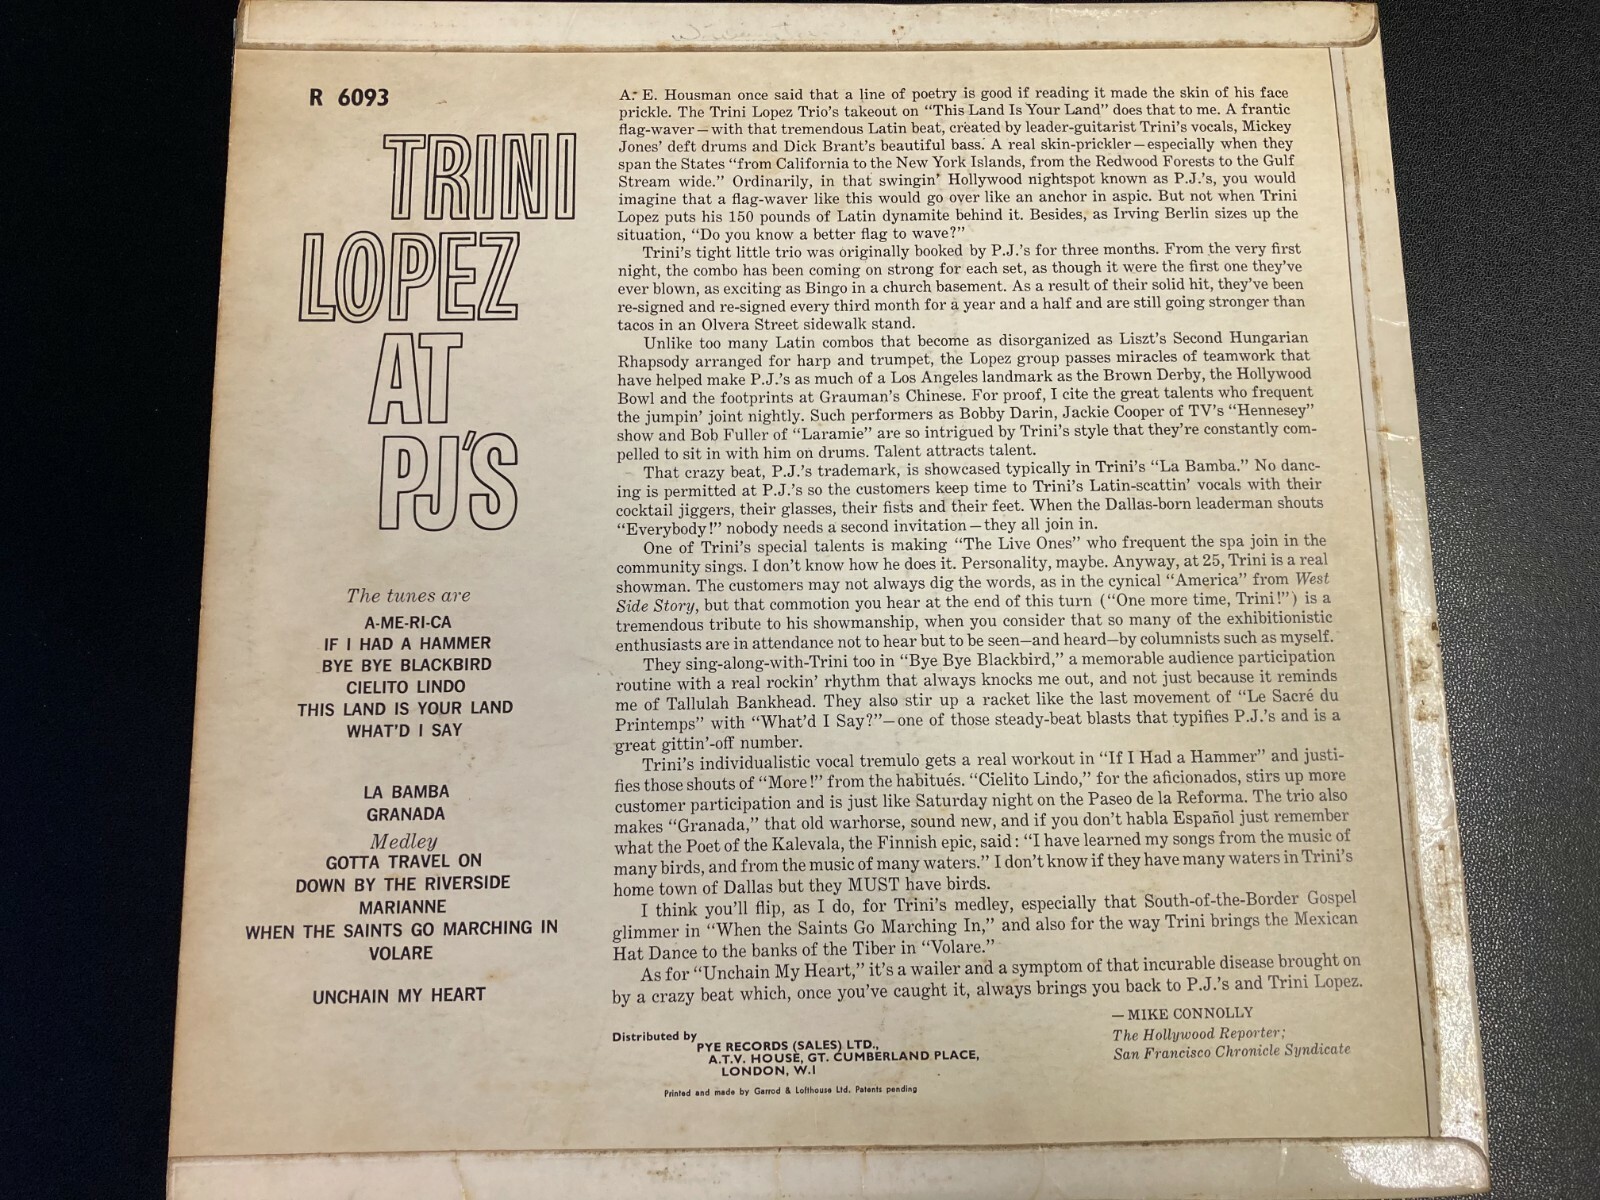 R 6093
TRINI
LOPEZ
AT
PJ'S
The tunes are
A-ME-RI-CA
IF I HAD A HAMMER
BYE BYE BLACKBIRD
CIELITO LINDO
THIS LAND IS YOUR LAND
WHAT'D I SAY
LA BAMBA
GRANADA
Medley
GOTTA TRAVEL ON
DOWN BY THE RIVERSIDE
MARIANNE
WHEN THE SAINTS GO MARCHING IN
VOLARE
UNCHAIN MY HEART
A. E. Housman once said that a line of poetry is good if reading it made the skin of his face
prickle. The Trini Lopez Trio's takeout on “This Land Is Your Land” does that to me. A frantic
flag-waver—with that tremendous Latin beat, created by leader-guitarist Trini's vocals, Mickey
Jones' deft drums and Dick Brant's beautiful bass. A real skin-prickler—especially when they
span the States “from California to the New York Islands, from the Redwood Forests to the Gulf
Stream wide.” Ordinarily, in that swingin' Hollywood nightspot known as P.J.'s, you would
imagine that a flag-waver like this would go over like an anchor in aspic. But not when Trini
Lopez puts his 150 pounds of Latin dynamite behind it. Besides, as Irving Berlin sizes up the
situation, “Do you know a better flag to wave?”
Trini's tight little trio was originally booked by P.J.'s for three months. From the very first
night, the combo has been coming on strong for each set, as though it were the first one they've
ever blown, as exciting as Bingo in a church basement. As a result of their solid hit, they've been
re-signed and re-signed every third month for a year and a half and are still going stronger than
tacos in an Olvera Street sidewalk stand.
Unlike too many Latin combos that become as disorganized as Liszt's Second Hungarian
Rhapsody arranged for harp and trumpet, the Lopez group passes miracles of teamwork that
have helped make P.J.'s as much of a Los Angeles landmark as the Brown Derby, the Hollywood
Bowl and the footprints at Grauman's Chinese. For proof, I cite the great talents who frequent
the jumpin' joint nightly. Such performers as Bobby Darin, Jackie Cooper of TV's “Hennesey”
show and Bob Fuller of “Laramie” are so intrigued by Trini's style that they're constantly com-
pelled to sit in with him on drums. Talent attracts talent.
That crazy beat, P.J.'s trademark, is showcased typically in Trini's “La Bamba.” No danc-
ing is permitted at P.J.'s so the customers keep time to Trini's Latin-scattin' vocals with their
cocktail jiggers, their glasses, their fists and their feet. When the Dallas-born leaderman shouts
“Everybody!” nobody needs a second invitation—they all join in.
One of Trini's special talents is making “The Live Ones” who frequent the spa join in the
community sings. I don't know how he does it. Personality, maybe. Anyway, at 25, Trini is a real
showman. The customers may not always dig the words, as in the cynical “America” from West
Side Story, but that commotion you hear at the end of this turn (“One more time, Trini!”) is a
tremendous tribute to his showmanship, when you consider that so many of the exhibitionistic
enthusiasts are in attendance not to hear but to be seen—and heard—by columnists such as myself.
They sing-along-with-Trini too in “Bye Bye Blackbird,” a memorable audience participation
routine with a real rockin' rhythm that always knocks me out, and not just because it reminds
me of Tallulah Bankhead. They also stir up a racket like the last movement of “Le Sacré du
Printemps” with “What'd I Say?”—one of those steady-beat blasts that typifies P.J.'s and is a
great gittin'-off number.
Trini's individualistic vocal tremulo gets a real workout in “If I Had a Hammer” and justi-
fies those shouts of “More!” from the habitués. “Cielito Lindo,” for the aficionados, stirs up more
customer participation and is just like Saturday night on the Paseo de la Reforma. The trio also
makes “Granada,” that old warhorse, sound new, and if you don't habla Español just remember
what the Poet of the Kalevala, the Finnish epic, said: “I have learned my songs from the music of
many birds, and from the music of many waters.” I don't know if they have many waters in Trini's
home town of Dallas but they MUST have birds.
I think you'll flip, as I do, for Trini's medley, especially that South-of-the-Border Gospel
glimmer in “When the Saints Go Marching In,” and also for the way Trini brings the Mexican
Hat Dance to the banks of the Tiber in “Volare.”
As for “Unchain My Heart,” it's a wailer and a symptom of that incurable disease brought on
by a crazy beat which, once you've caught it, always brings you back to P.J.'s and Trini Lopez.
—MIKE CONNOLLY
The Hollywood Reporter;
San Francisco Chronicle Syndicate
Distributed by
PYE RECORDS (SALES) LTD.,
A.T.V. HOUSE, GT. CUMBERLAND PLACE,
LONDON, W.I
Printed and made by Garrod & Lofthouse Ltd. Patents pending